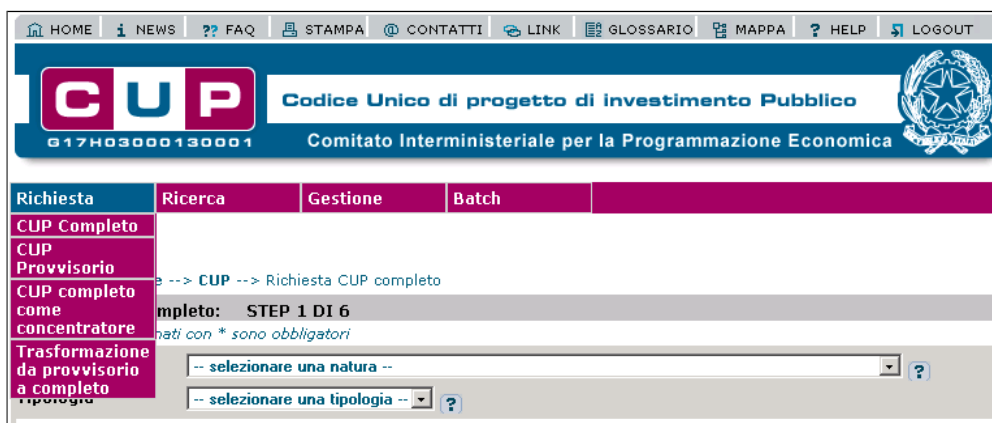 HOME i NEWS ?? FAQ STAMPA @ CONTATTI LINK GLOSSARIO MAPPA ? HELP LOGOUT
CUP
Codice Unico di progetto di investimento Pubblico
G17H03000130001
Comitato Interministeriale per la Programmazione Economica
Richiesta Ricerca Gestione Batch
CUP Completo
CUP
Provvisorio
e --> CUP --> Richiesta CUP completo
CUP completo
come
concentratore
mpleto: STEP 1 DI 6
nati con * sono obbligatori
Trasformazione
da provvisorio
a completo
-- selezionare una natura -- ?
Tipologia -- selezionare una tipologia -- ?